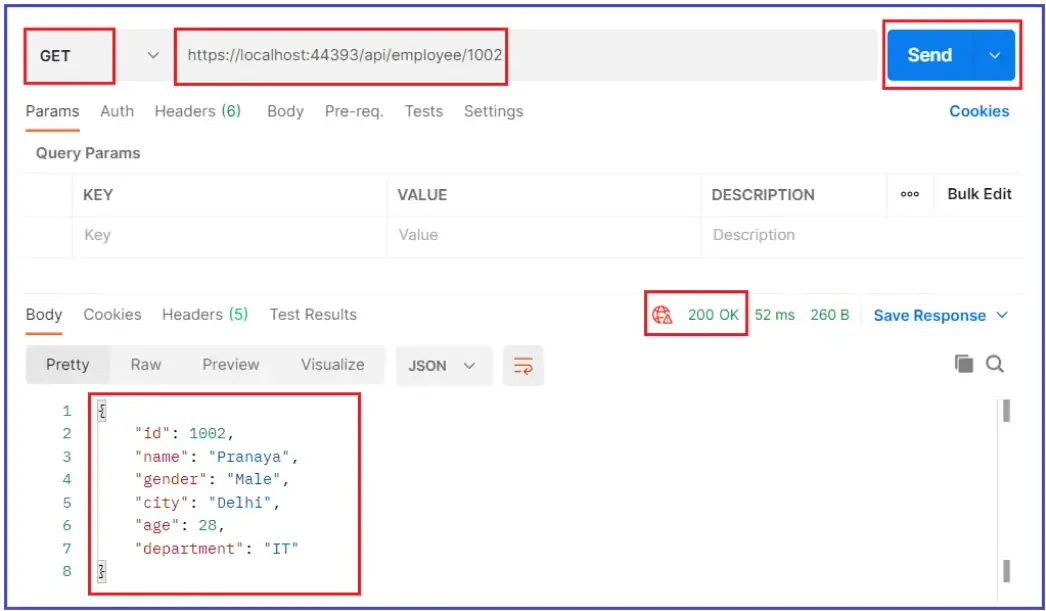 GET https://localhost:44393/api/employee/1002 Send
Params Auth Headers (6) Body Pre-req. Tests Settings Cookies
Query Params
KEY VALUE DESCRIPTION ooo Bulk Edit
Key Value Description
Body Cookies Headers (5) Test Results 200 OK 52 ms 260 B Save Response
Pretty Raw Preview Visualize JSON
1 {
2 "id": 1002,
3 "name": "Pranaya",
4 "gender": "Male",
5 "city": "Delhi",
6 "age": 28,
7 "department": "IT"
8 }